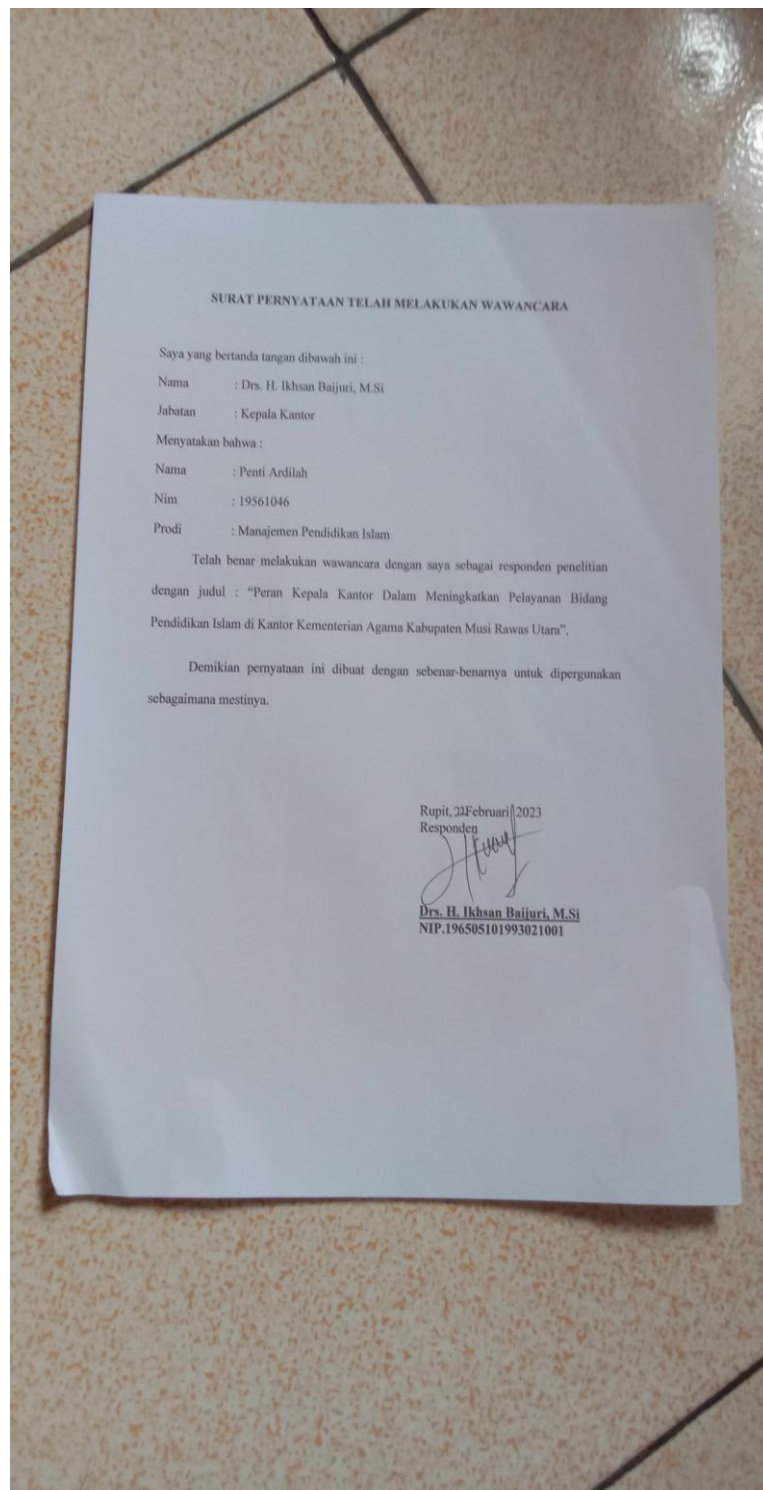 SURAT PERNYATAAN TELAH MELAKUKAN WAWANCARA
Saya yang bertanda tangan dibawah ini :
Nama : Drs. H. Ikhsan Baijuri, M.Si
Jabatan : Kepala Kantor
Menyatakan bahwa :
Nama : Penti Ardilah
Nim : 19561046
Prodi : Manajemen Pendidikan Islam
Telah benar melakukan wawancara dengan saya sebagai responden penelitian
dengan judul : “Peran Kepala Kantor Dalam Meningkatkan Pelayanan Bidang
Pendidikan Islam di Kantor Kementerian Agama Kabupaten Musi Rawas Utara”.
Demikian pernyataan ini dibuat dengan sebenar-benarnya untuk dipergunakan
sebagaimana mestinya.
Rupit, 22Februari 2023
Responden
Drs. H. Ikhsan Baijuri, M.Si
NIP.196505101993021001